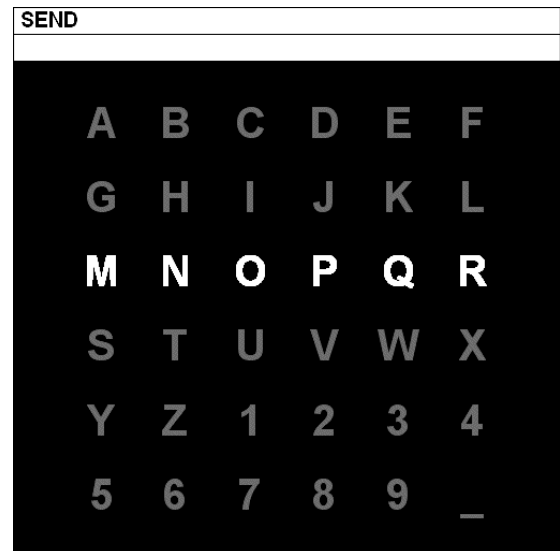 SEND
A B C D E F
G H I J K L
M N O P Q R
S T U V W X
Y Z 1 2 3 4
5 6 7 8 9 _